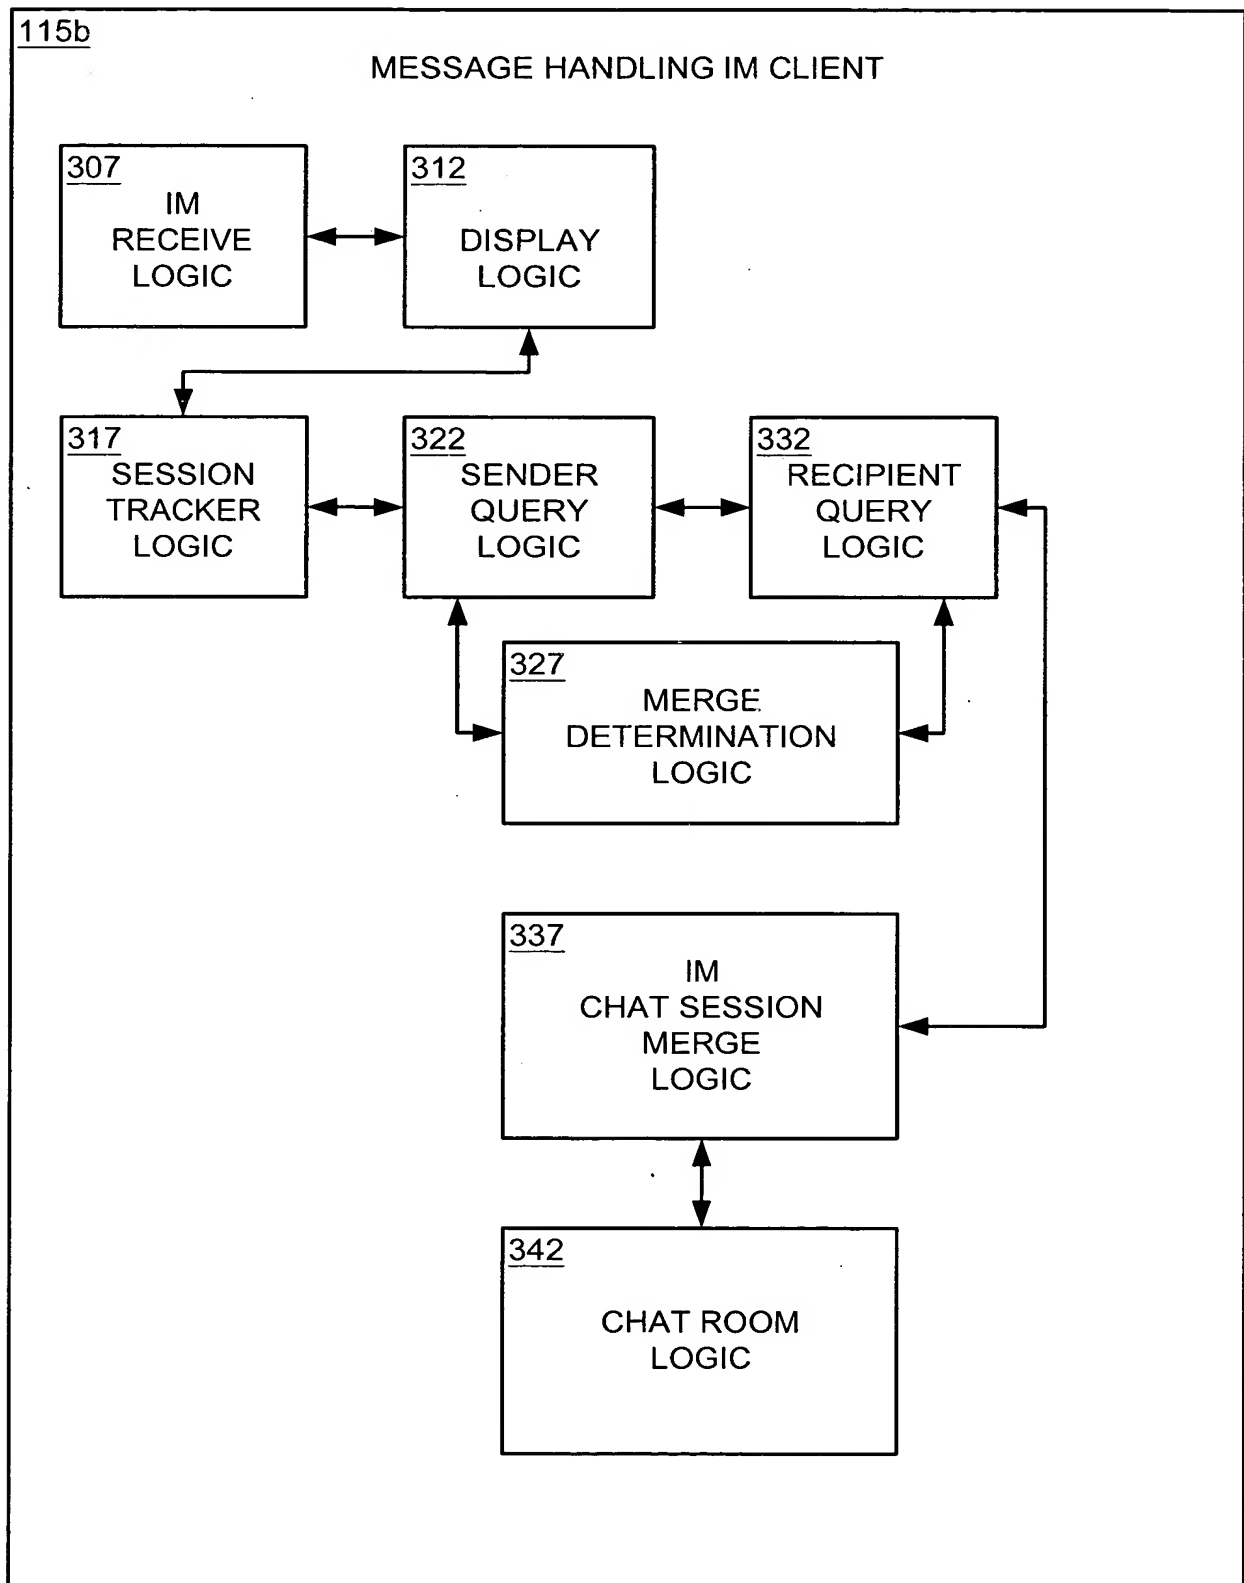 115b
MESSAGE HANDLING IM CLIENT
307
IM
RECEIVE
LOGIC
312
DISPLAY
LOGIC
317
SESSION
TRACKER
LOGIC
322
SENDER
QUERY
LOGIC
332
RECIPIENT
QUERY
LOGIC
327
MERGE
DETERMINATION
LOGIC
337
IM
CHAT SESSION
MERGE
LOGIC
342
CHAT ROOM
LOGIC